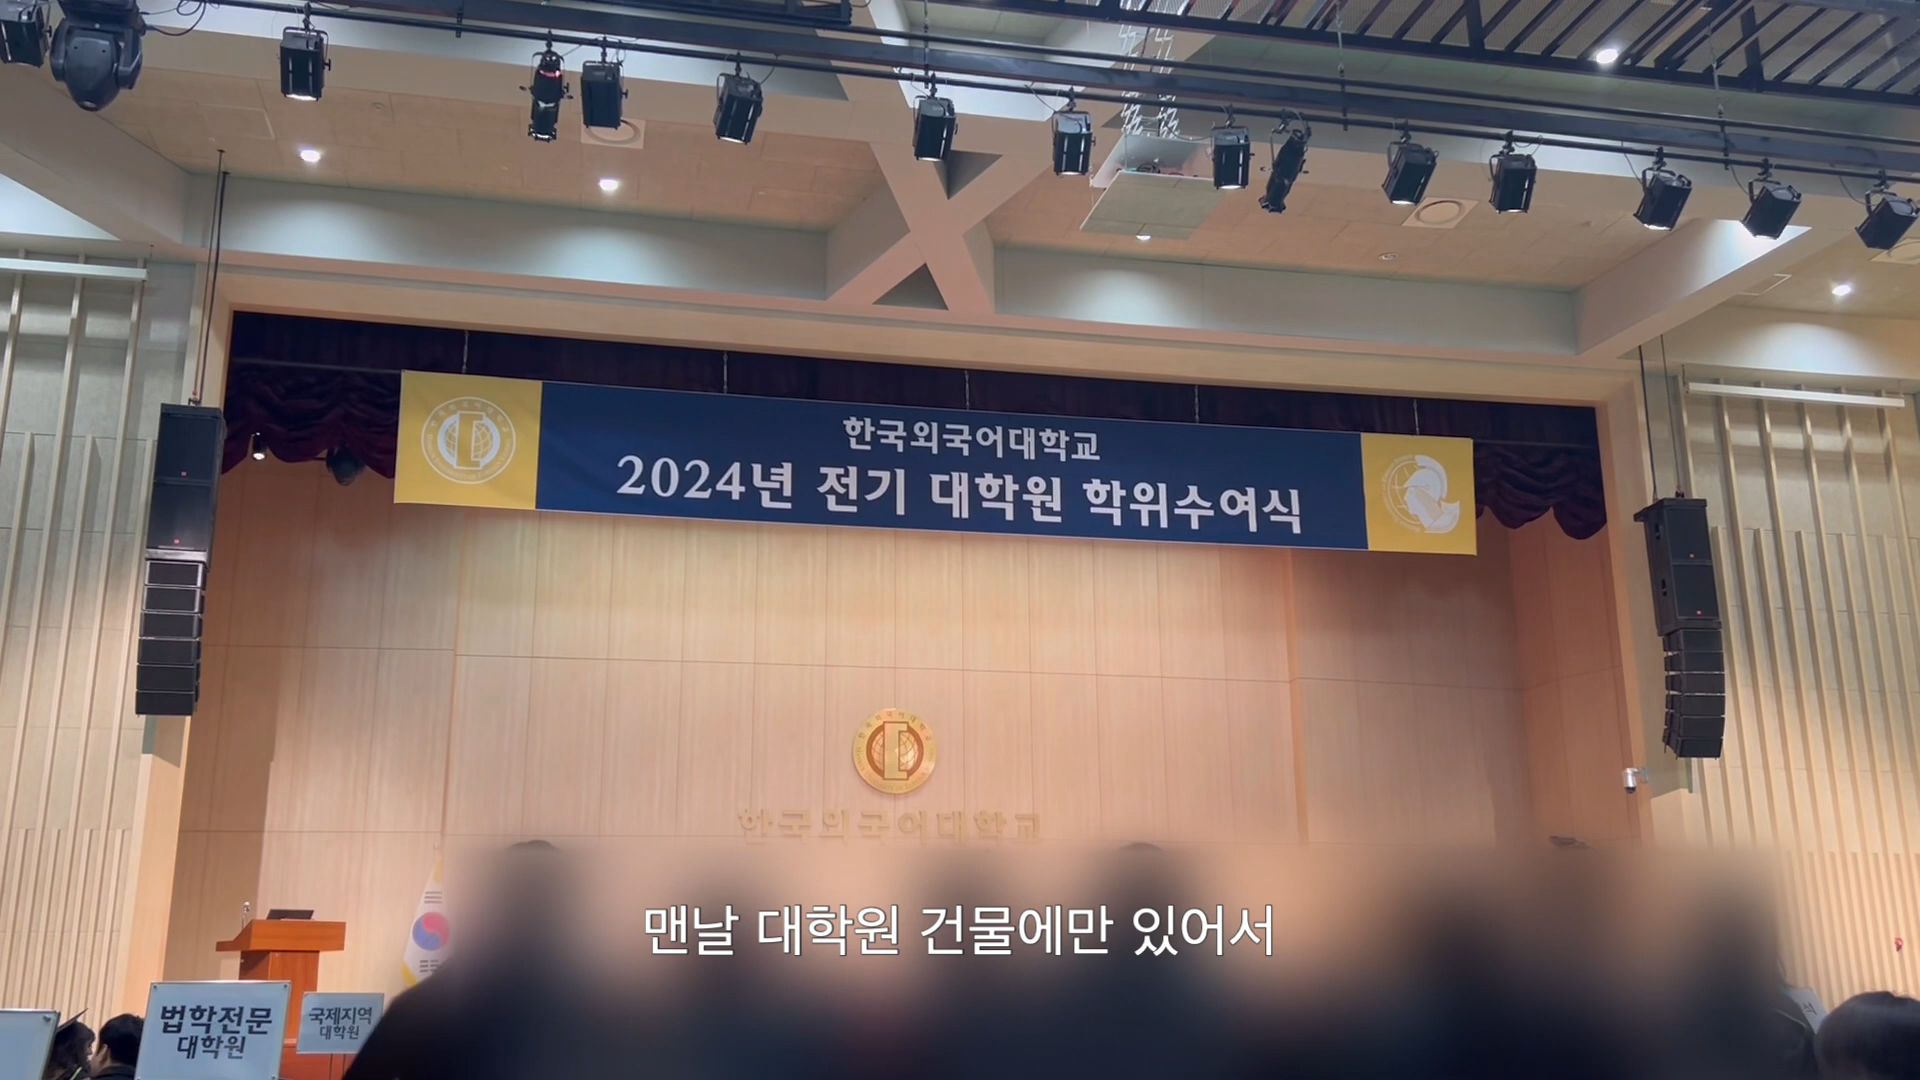 한국외국어대학교
2024년 전기 대학원 학위수여식
한국외국어대학교
맨날 대학원 건물에만 있어서
법학전문
대학원
국제지역
대학원